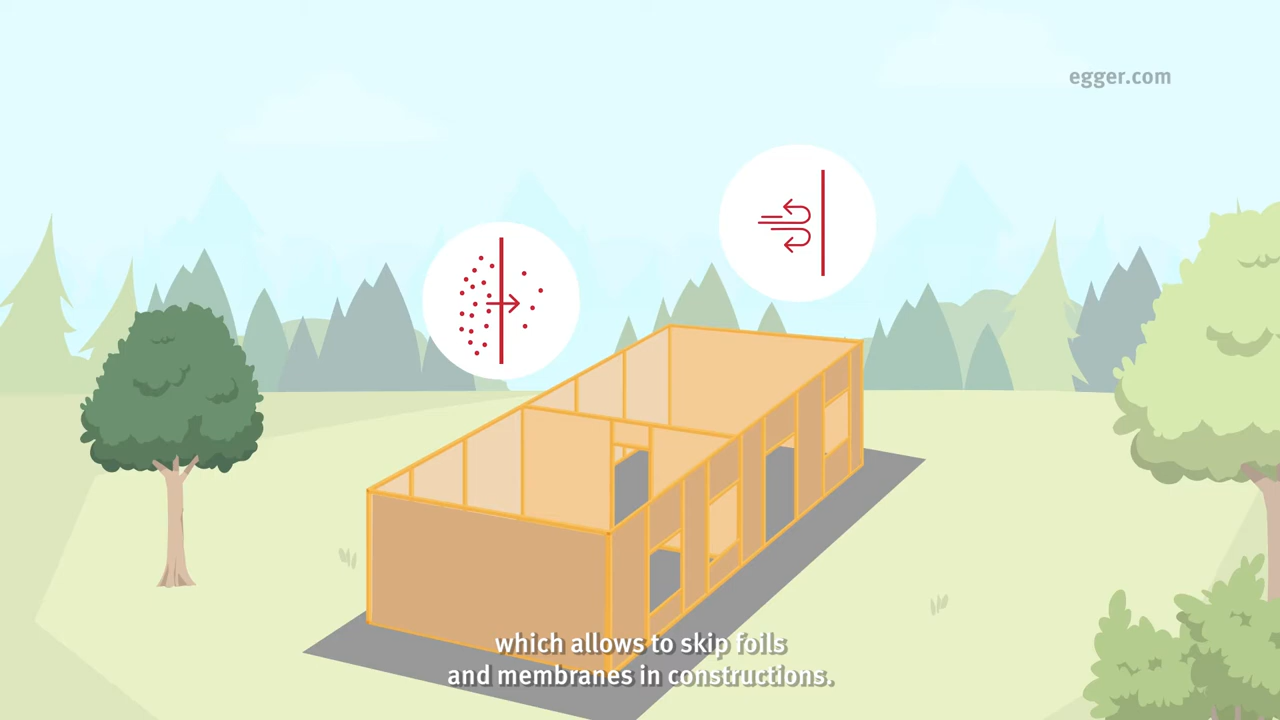 egger.com
which allows to skip foils
and membranes in constructions.